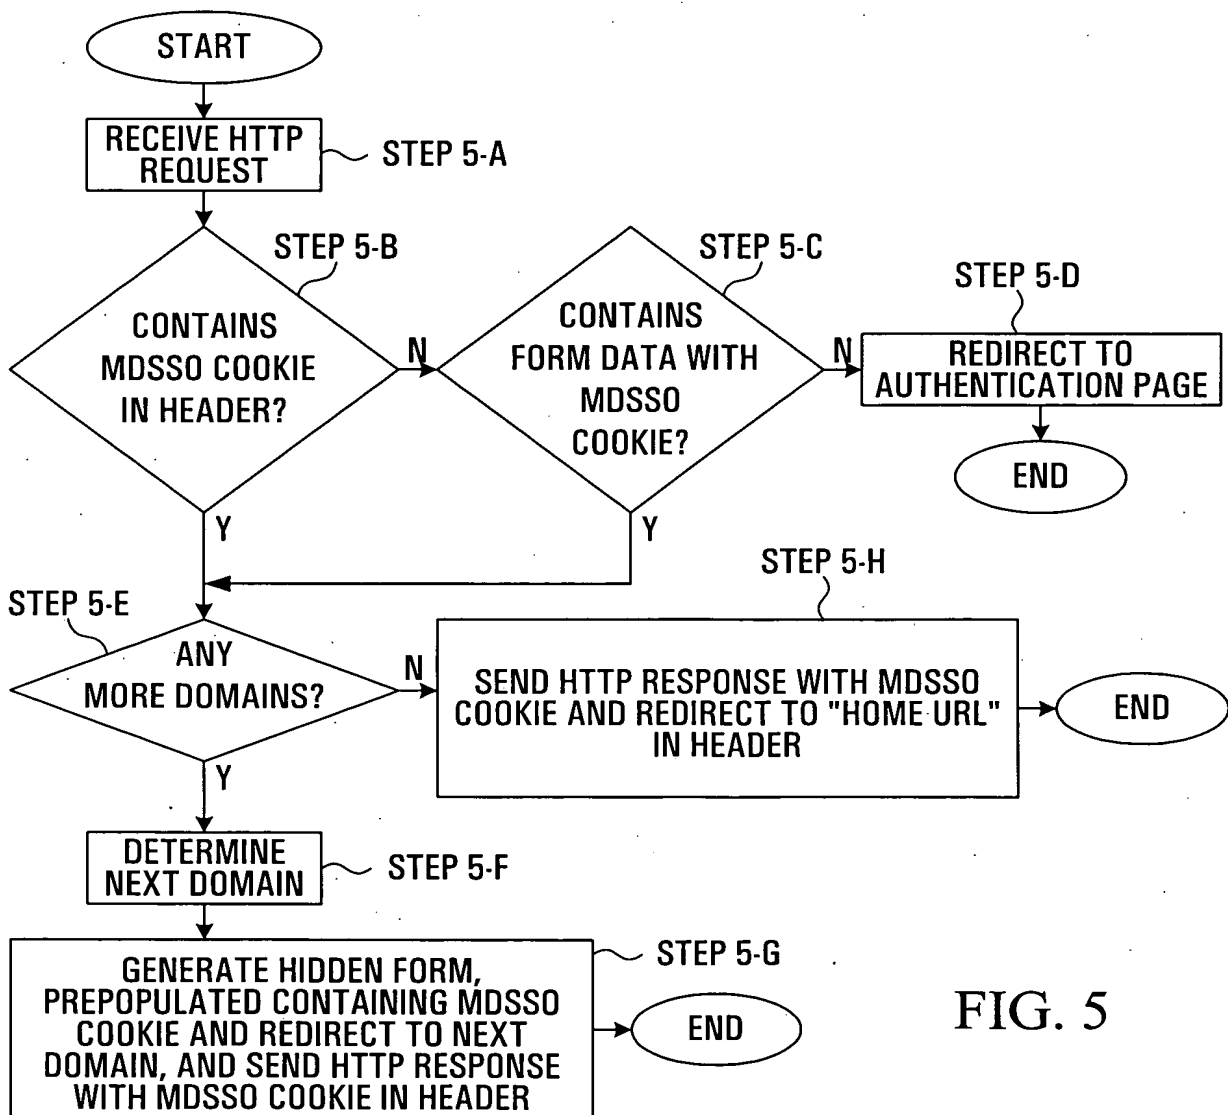 START
RECEIVE HTTP
REQUEST
STEP 5-A
STEP 5-B
CONTAINS
MDSSO COOKIE
IN HEADER?
N
Y
STEP 5-C
CONTAINS
FORM DATA WITH
MDSSO
COOKIE?
N
Y
STEP 5-D
REDIRECT TO
AUTHENTICATION PAGE
END
STEP 5-E
ANY
MORE DOMAINS?
N
Y
STEP 5-H
SEND HTTP RESPONSE WITH MDSSO
COOKIE AND REDIRECT TO "HOME URL"
IN HEADER
END
DETERMINE
NEXT DOMAIN
STEP 5-F
GENERATE HIDDEN FORM,
PREPOPULATED CONTAINING MDSSO
COOKIE AND REDIRECT TO NEXT
DOMAIN, AND SEND HTTP RESPONSE
WITH MDSSO COOKIE IN HEADER
STEP 5-G
END
FIG. 5